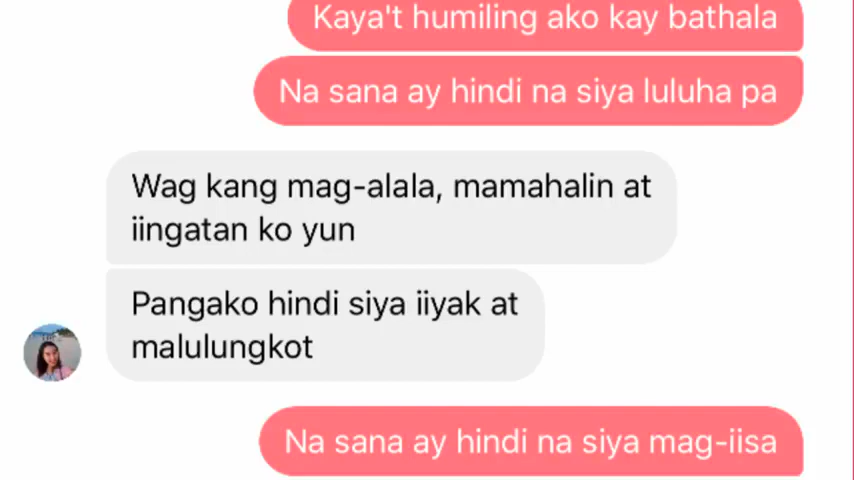 Kaya't humiling ako kay bathala
Na sana ay hindi na siya luluha pa
Wag kang mag-alala, mamahalin at
iingatan ko yun
Pangako hindi siya iiyak at
malulungkot
Na sana ay hindi na siya mag-iisa